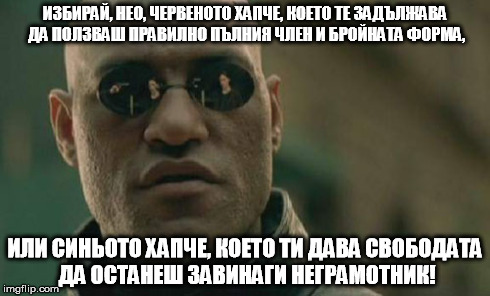 ИЗБИРАЙ, НЕО, ЧЕРВЕНОТО ХАПЧЕ, КОЕТО ТЕ ЗАДЪЛЖАВА
ДА ПОЛЗВАШ ПРАВИЛНО ПЪЛНИЯ ЧЛЕН И БРОЙНАТА ФОРМА,
ИЛИ СИНЬОТО ХАПЧЕ, КОЕТО ТИ ДАВА СВОБОДАТА
ДА ОСТАНЕШ ЗАВИНАГИ НЕГРАМОТНИК!
imgflip.com